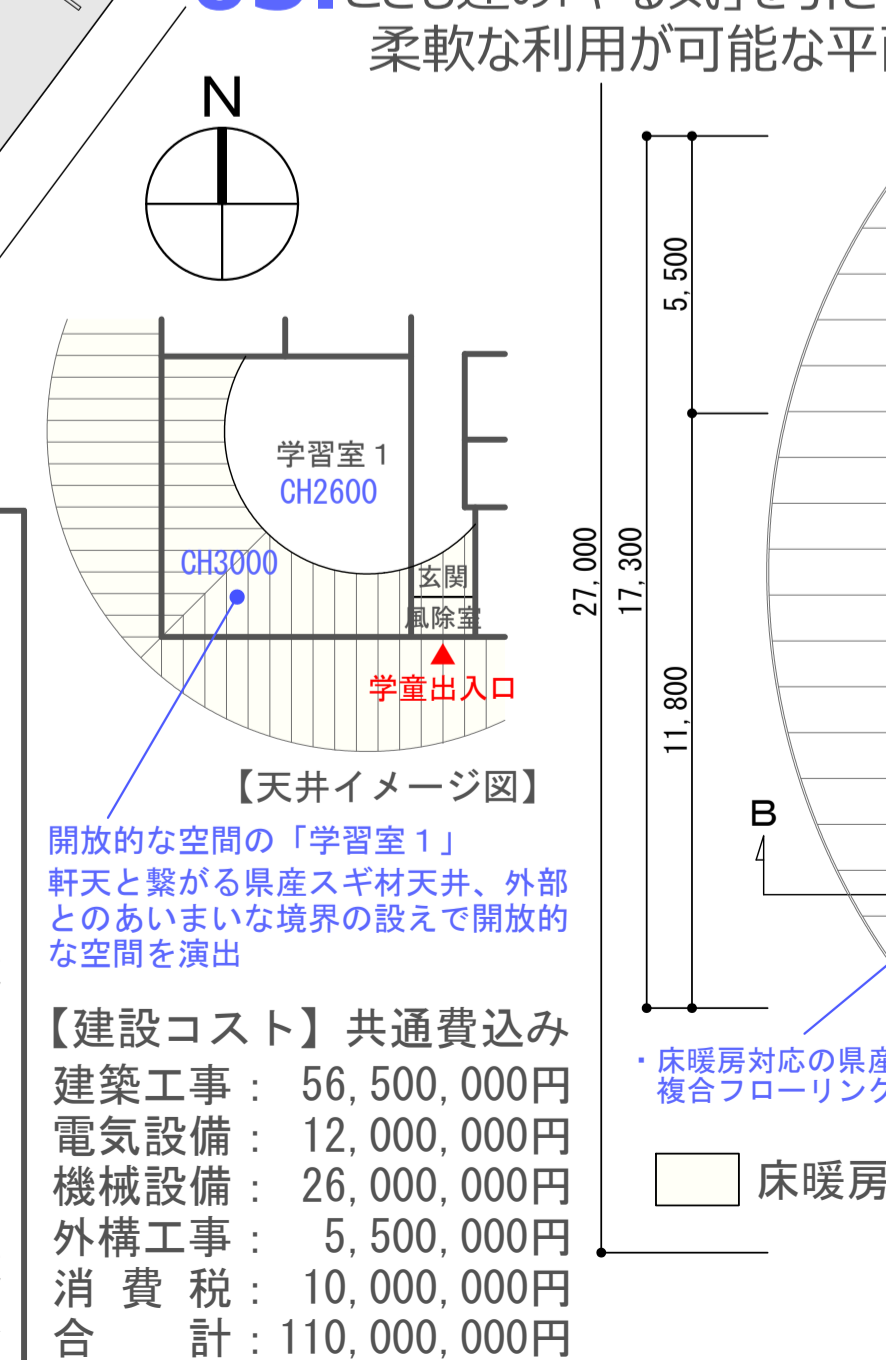 柔軟な利用が可能な平
N
5,500
27,000
17,300
11,800
学習室1
CH2600
CH3000
玄関
風除室
学童出入口
【天井イメージ図】
開放的な空間の「学習室1」
軒天と繋がる県産スギ材天井、外部
とのあいまいな境界の設えで開放的
な空間を演出
B
【建設コスト】共通費込み
建築工事: 56,500,000円
電気設備: 12,000,000円
機械設備: 26,000,000円
外構工事: 5,500,000円
消費税: 10,000,000円
合計:110,000,000円
・床暖房対応の県産
複合フローリング
床暖房